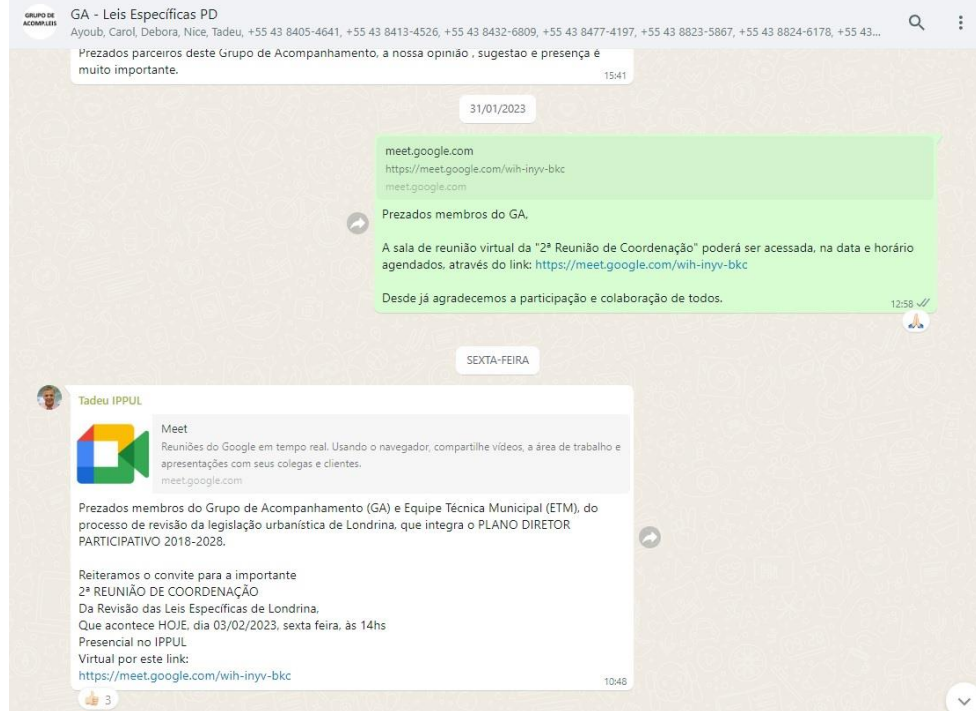 GRUPO DE
ACOMP.LEIS
GA - Leis Específicas PD
Ayoub, Carol, Debora, Nice, Tadeu, +55 43 8405-4641, +55 43 8413-4526, +55 43 8432-6809, +55 43 8477-4197, +55 43 8823-5867, +55 43 8824-6178, +55 43...
Prezados parceiros deste Grupo de Acompanhamento, a nossa opinião , sugestão e presença é
muito importante.
15:41
31/01/2023
meet.google.com
https://meet.google.com/wih-inyv-bkc
meet.google.com
Prezados membros do GA,
A sala de reunião virtual da "2ª Reunião de Coordenação" poderá ser acessada, na data e horário
agendados, através do link: https://meet.google.com/wih-inyv-bkc
Desde já agradecemos a participação e colaboração de todos.
12:58
SEXTA-FEIRA
Tadeu IPPUL
Meet
Reuniões do Google em tempo real. Usando o navegador, compartilhe vídeos, a área de trabalho e
apresentações com seus colegas e clientes.
meet.google.com
Prezados membros do Grupo de Acompanhamento (GA) e Equipe Técnica Municipal (ETM), do
processo de revisão da legislação urbanística de Londrina, que integra o PLANO DIRETOR
PARTICIPATIVO 2018-2028.
Reiteramos o convite para a importante
2ª REUNIÃO DE COORDENAÇÃO
Da Revisão das Leis Específicas de Londrina,
Que acontece HOJE, dia 03/02/2023, sexta feira, às 14hs
Presencial no IPPUL
Virtual por este link:
https://meet.google.com/wih-inyv-bkc
10:48
3